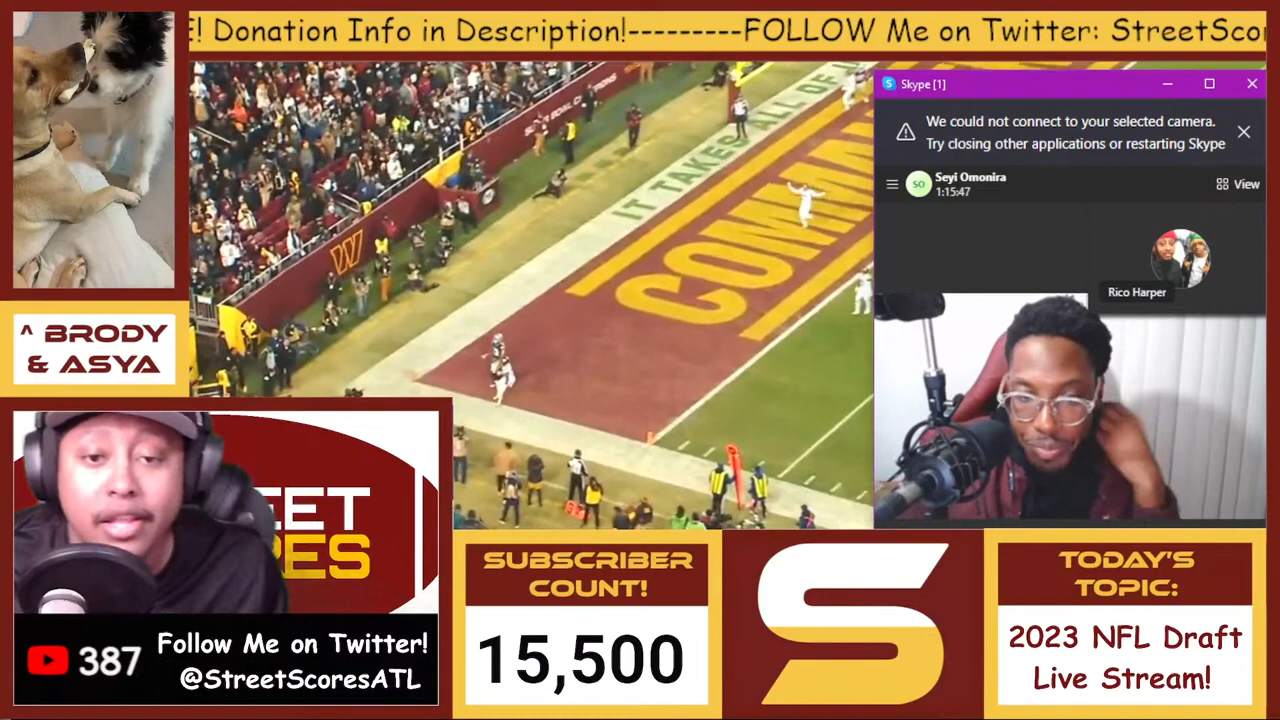 E! Donation Info in Description!---------FOLLOW Me on Twitter: StreetScor
IT TAKES ALL OF
COMMAN
W
Skype [1]
We could not connect to your selected camera.
Try closing other applications or restarting Skype
SO
Seyi Omonira
1:15:47
View
Rico Harper
^ BRODY
& ASYA
EET
RES
387
Follow Me on Twitter!
@StreetScoresATL
SUBSCRIBER
COUNT!
15,500
S
TODAY'S
TOPIC:
2023 NFL Draft
Live Stream!